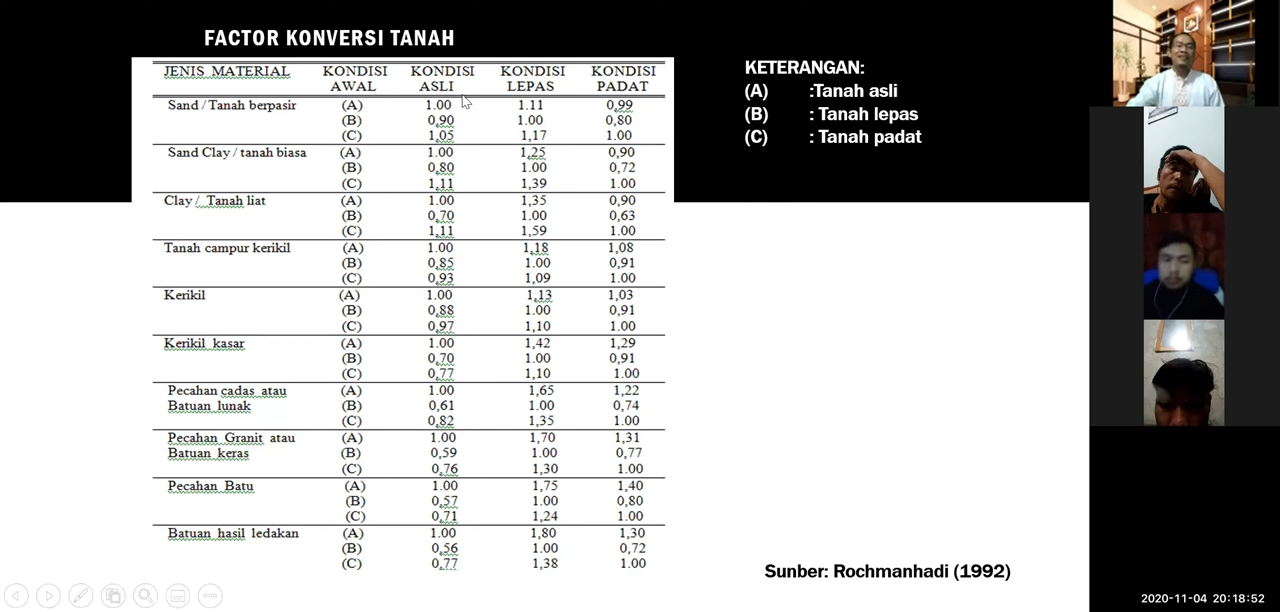 FACTOR KONVERSI TANAH
JENIS MATERIAL KONDISI AWAL KONDISI ASLI KONDISI LEPAS KONDISI PADAT
Sand / Tanah berpasir (A) 1.00 1.11 0,99
(B) 0,90 1.00 0,80
(C) 1,05 1,17 1.00
Sand Clay / tanah biasa (A) 1.00 1,25 0,90
(B) 0,80 1.00 0,72
(C) 1,11 1,39 1.00
Clay / Tanah liat (A) 1.00 1,35 0,90
(B) 0,70 1.00 0,63
(C) 1,11 1,59 1.00
Tanah campur kerikil (A) 1.00 1,18 1,08
(B) 0,85 1.00 0,91
(C) 0,93 1,09 1.00
Kerikil (A) 1.00 1,13 1,03
(B) 0,88 1.00 0,91
(C) 0,97 1,10 1.00
Kerikil kasar (A) 1.00 1,42 1,29
(B) 0,70 1.00 0,91
(C) 0,77 1,10 1.00
Pecahan cadas atau (A) 1.00 1,65 1,22
Batuan lunak (B) 0,61 1.00 0,74
(C) 0,82 1,35 1.00
Pecahan Granit atau (A) 1.00 1,70 1,31
Batuan keras (B) 0,59 1.00 0,77
(C) 0,76 1,30 1.00
Pecahan Batu (A) 1.00 1,75 1,40
(B) 0,57 1.00 0,80
(C) 0,71 1,24 1.00
Batuan hasil ledakan (A) 1.00 1,80 1,30
(B) 0,56 1.00 0,72
(C) 0,77 1,38 1.00
KETERANGAN:
(A) :Tanah asli
(B) : Tanah lepas
(C) : Tanah padat
Sunber: Rochmanhadi (1992)
2020-11-04 20:18:52